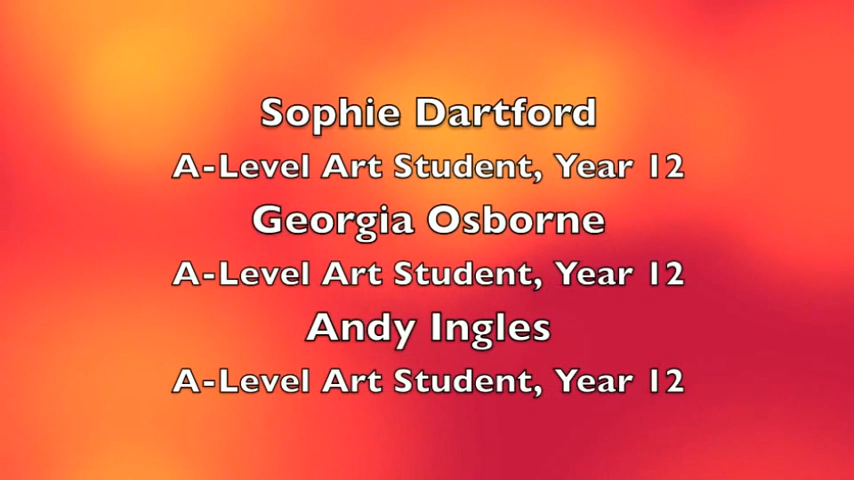 Sophie Dartford
A-Level Art Student, Year 12
Georgia Osborne
A-Level Art Student, Year 12
Andy Ingles
A-Level Art Student, Year 12